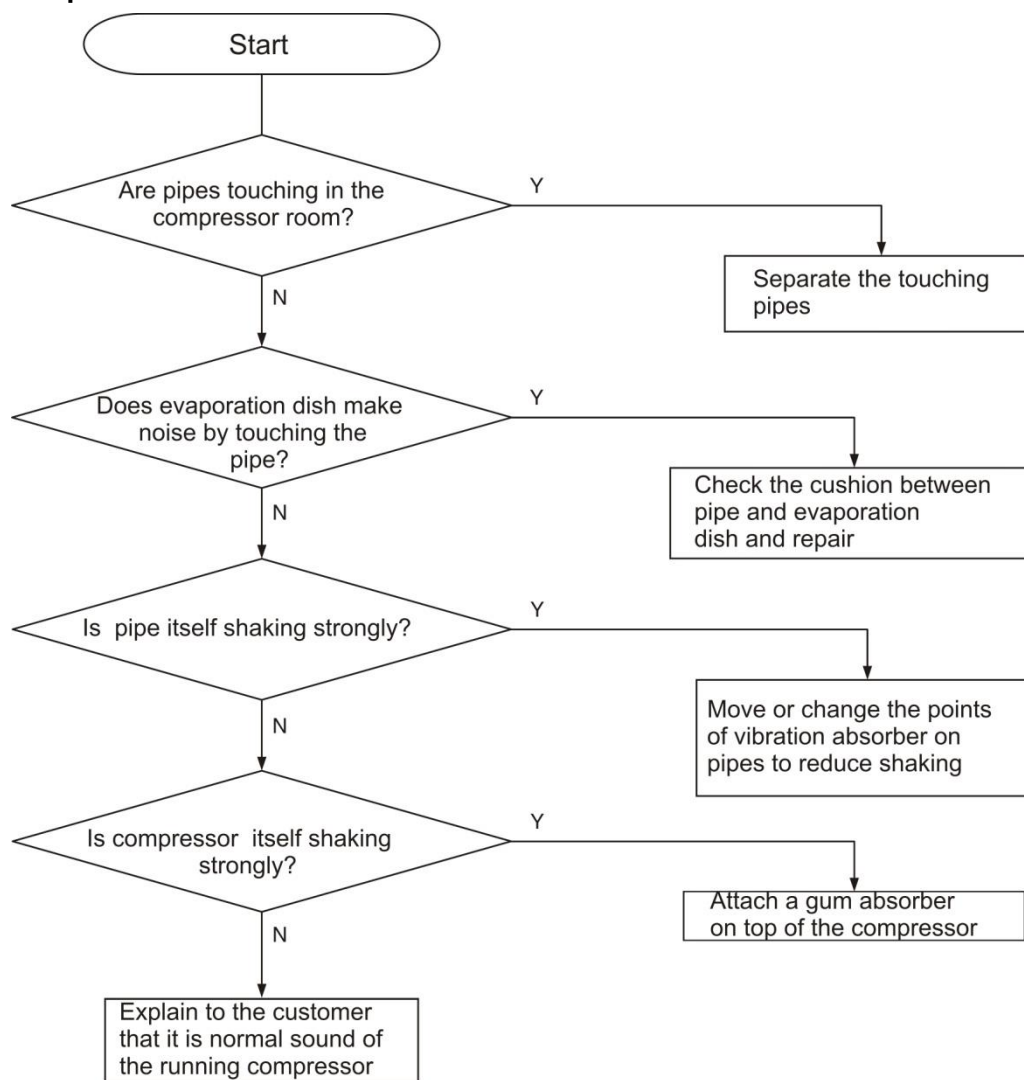 Start
Are pipes touching in the
compressor room?
Y
Separate the touching
pipes
N
Does evaporation dish make
noise by touching the
pipe?
Y
Check the cushion between
pipe and evaporation
dish and repair
N
Is pipe itself shaking strongly?
Y
Move or change the points
of vibration absorber on
pipes to reduce shaking
N
Is compressor itself shaking
strongly?
Y
Attach a gum absorber
on top of the compressor
N
Explain to the customer
that it is normal sound of
the running compressor